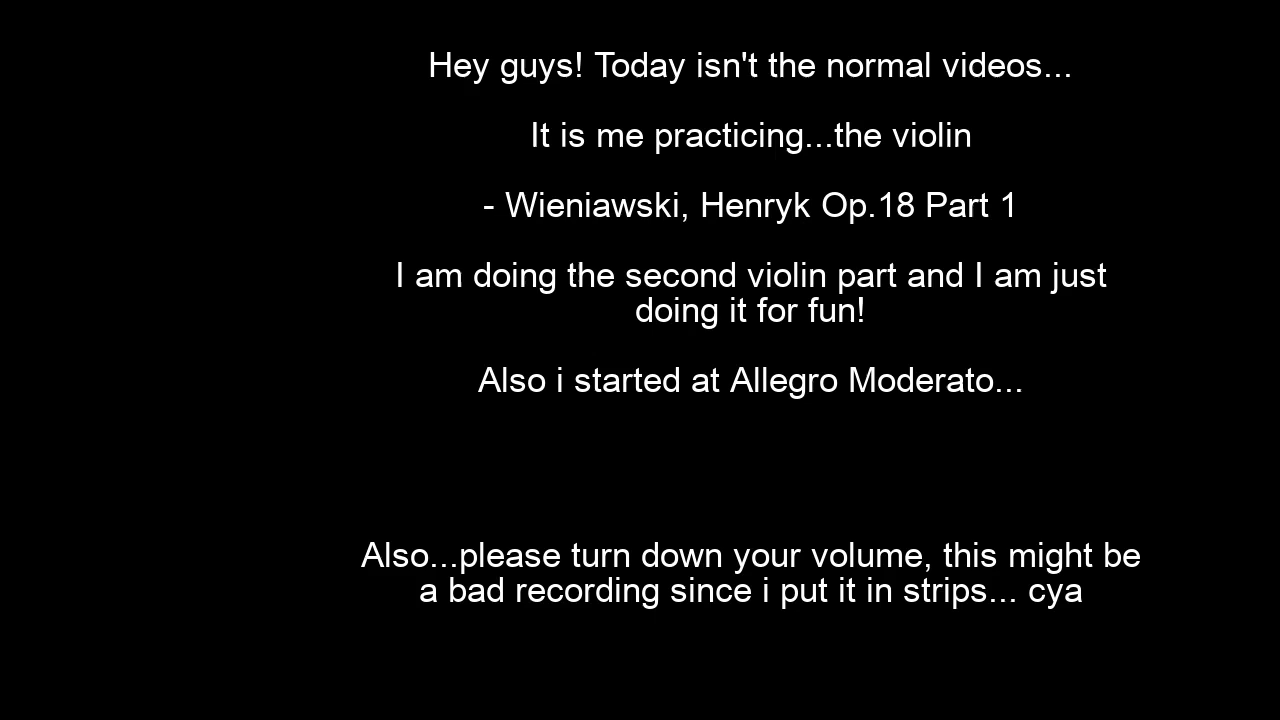 Hey guys! Today isn't the normal videos...
It is me practicing...the violin
- Wieniawski, Henryk Op.18 Part 1
I am doing the second violin part and I am just
doing it for fun!
Also i started at Allegro Moderato...
Also...please turn down your volume, this might be
a bad recording since i put it in strips... cya